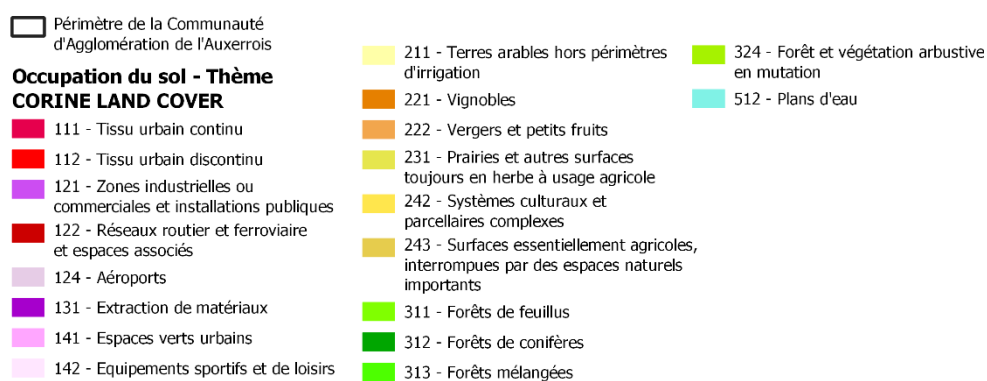 Périmètre de la Communauté
d'Agglomération de l'Auxerrois
Occupation du sol - Thème
CORINE LAND COVER
111 - Tissu urbain continu
112 - Tissu urbain discontinu
121 - Zones industrielles ou
commerciales et installations publiques
122 - Réseaux routier et ferroviaire
et espaces associés
124 - Aéroports
131 - Extraction de matériaux
141 - Espaces verts urbains
142 - Equipements sportifs et de loisirs
211 - Terres arables hors périmètres
d'irrigation
221 - Vignobles
222 - Vergers et petits fruits
231 - Prairies et autres surfaces
toujours en herbe à usage agricole
242 - Systèmes culturaux et
parcellaires complexes
243 - Surfaces essentiellement agricoles,
interrompues par des espaces naturels
importants
311 - Forêts de feuillus
312 - Forêts de conifères
313 - Forêts mélangées
324 - Forêt et végétation arbustive
en mutation
512 - Plans d'eau